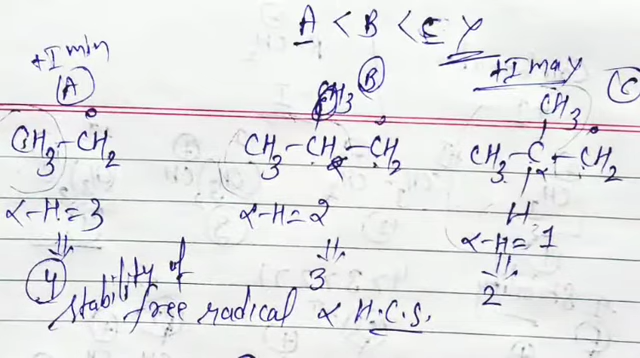 A < B < C Y
+I min
(A)
(B)
+I max
(C)
CH3
CH3
CH3-CH2
CH3-CH-CH2
CH3-C-CH2
α
α
H
α-H=3
α-H=2
α-H=1
4
3
2
stability of
free radical α H.C.S.